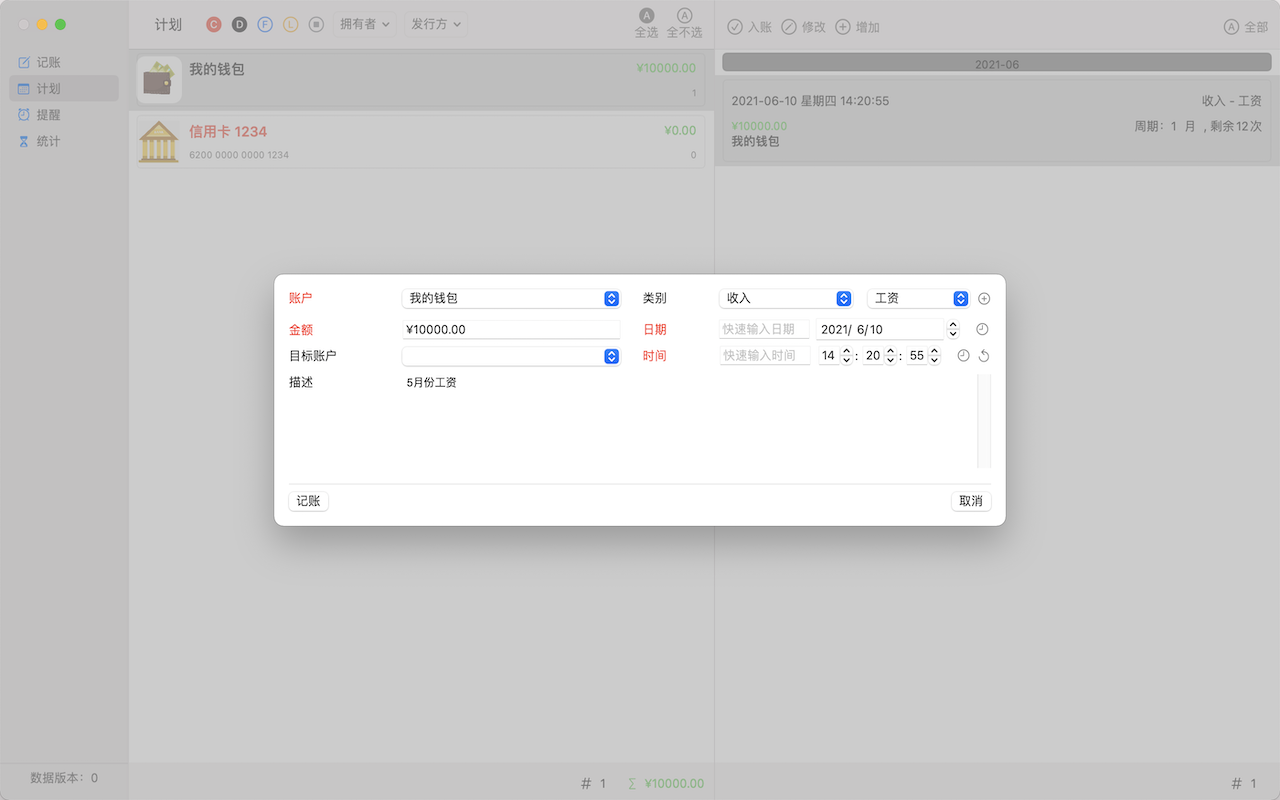 计划
C D F L
拥有者
发行方
A
全选
A
全不选
入账
修改
增加
A 全部
记账
计划
提醒
统计
我的钱包
¥10000.00
1
信用卡 1234
¥0.00
6200 0000 0000 1234
0
2021-06
2021-06-10 星期四 14:20:55
收入 - 工资
¥10000.00
周期: 1 月 , 剩余12次
我的钱包
账户
我的钱包
类别
收入
工资
金额
¥10000.00
日期
快速输入日期
2021/ 6/10
目标账户
时间
快速输入时间
14 : 20 : 55
描述
5月份工资
记账
取消
数据版本: 0
# 1
∑ ¥10000.00
# 1